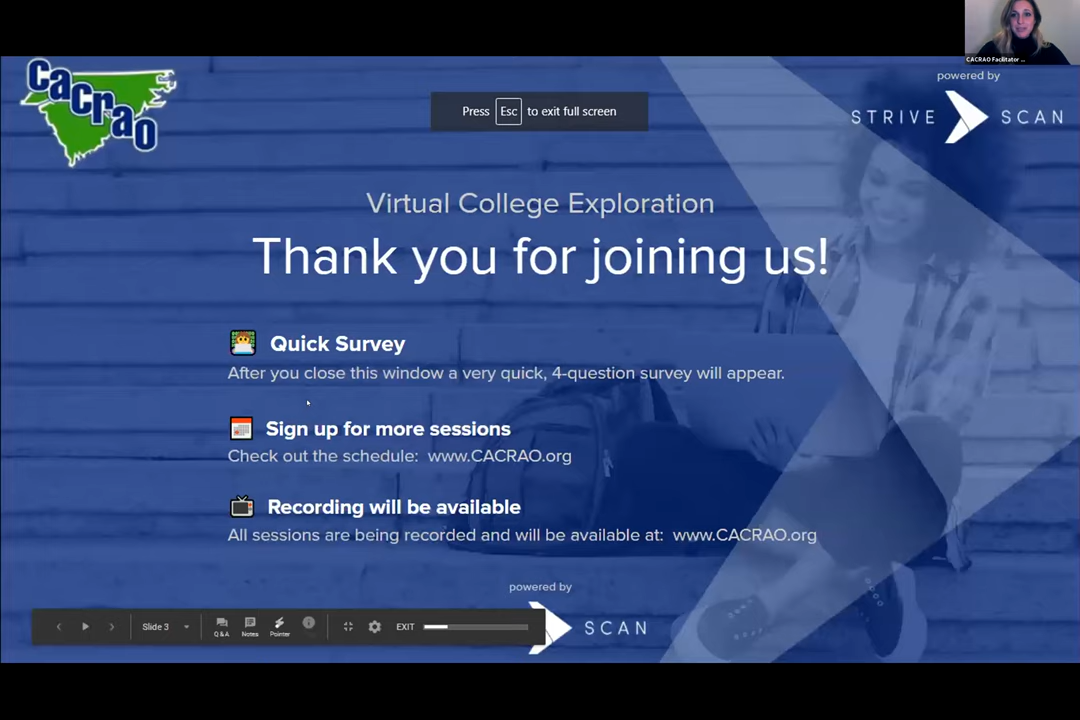 CACRAO Facilitator ...
powered by
STRIVE SCAN
cacrao
Press Esc to exit full screen
Virtual College Exploration
Thank you for joining us!
Quick Survey
After you close this window a very quick, 4-question survey will appear.
Sign up for more sessions
Check out the schedule: www.CACRAO.org
Recording will be available
All sessions are being recorded and will be available at: www.CACRAO.org
powered by
SCAN
Slide 3
Q&A Notes Pointer
EXIT